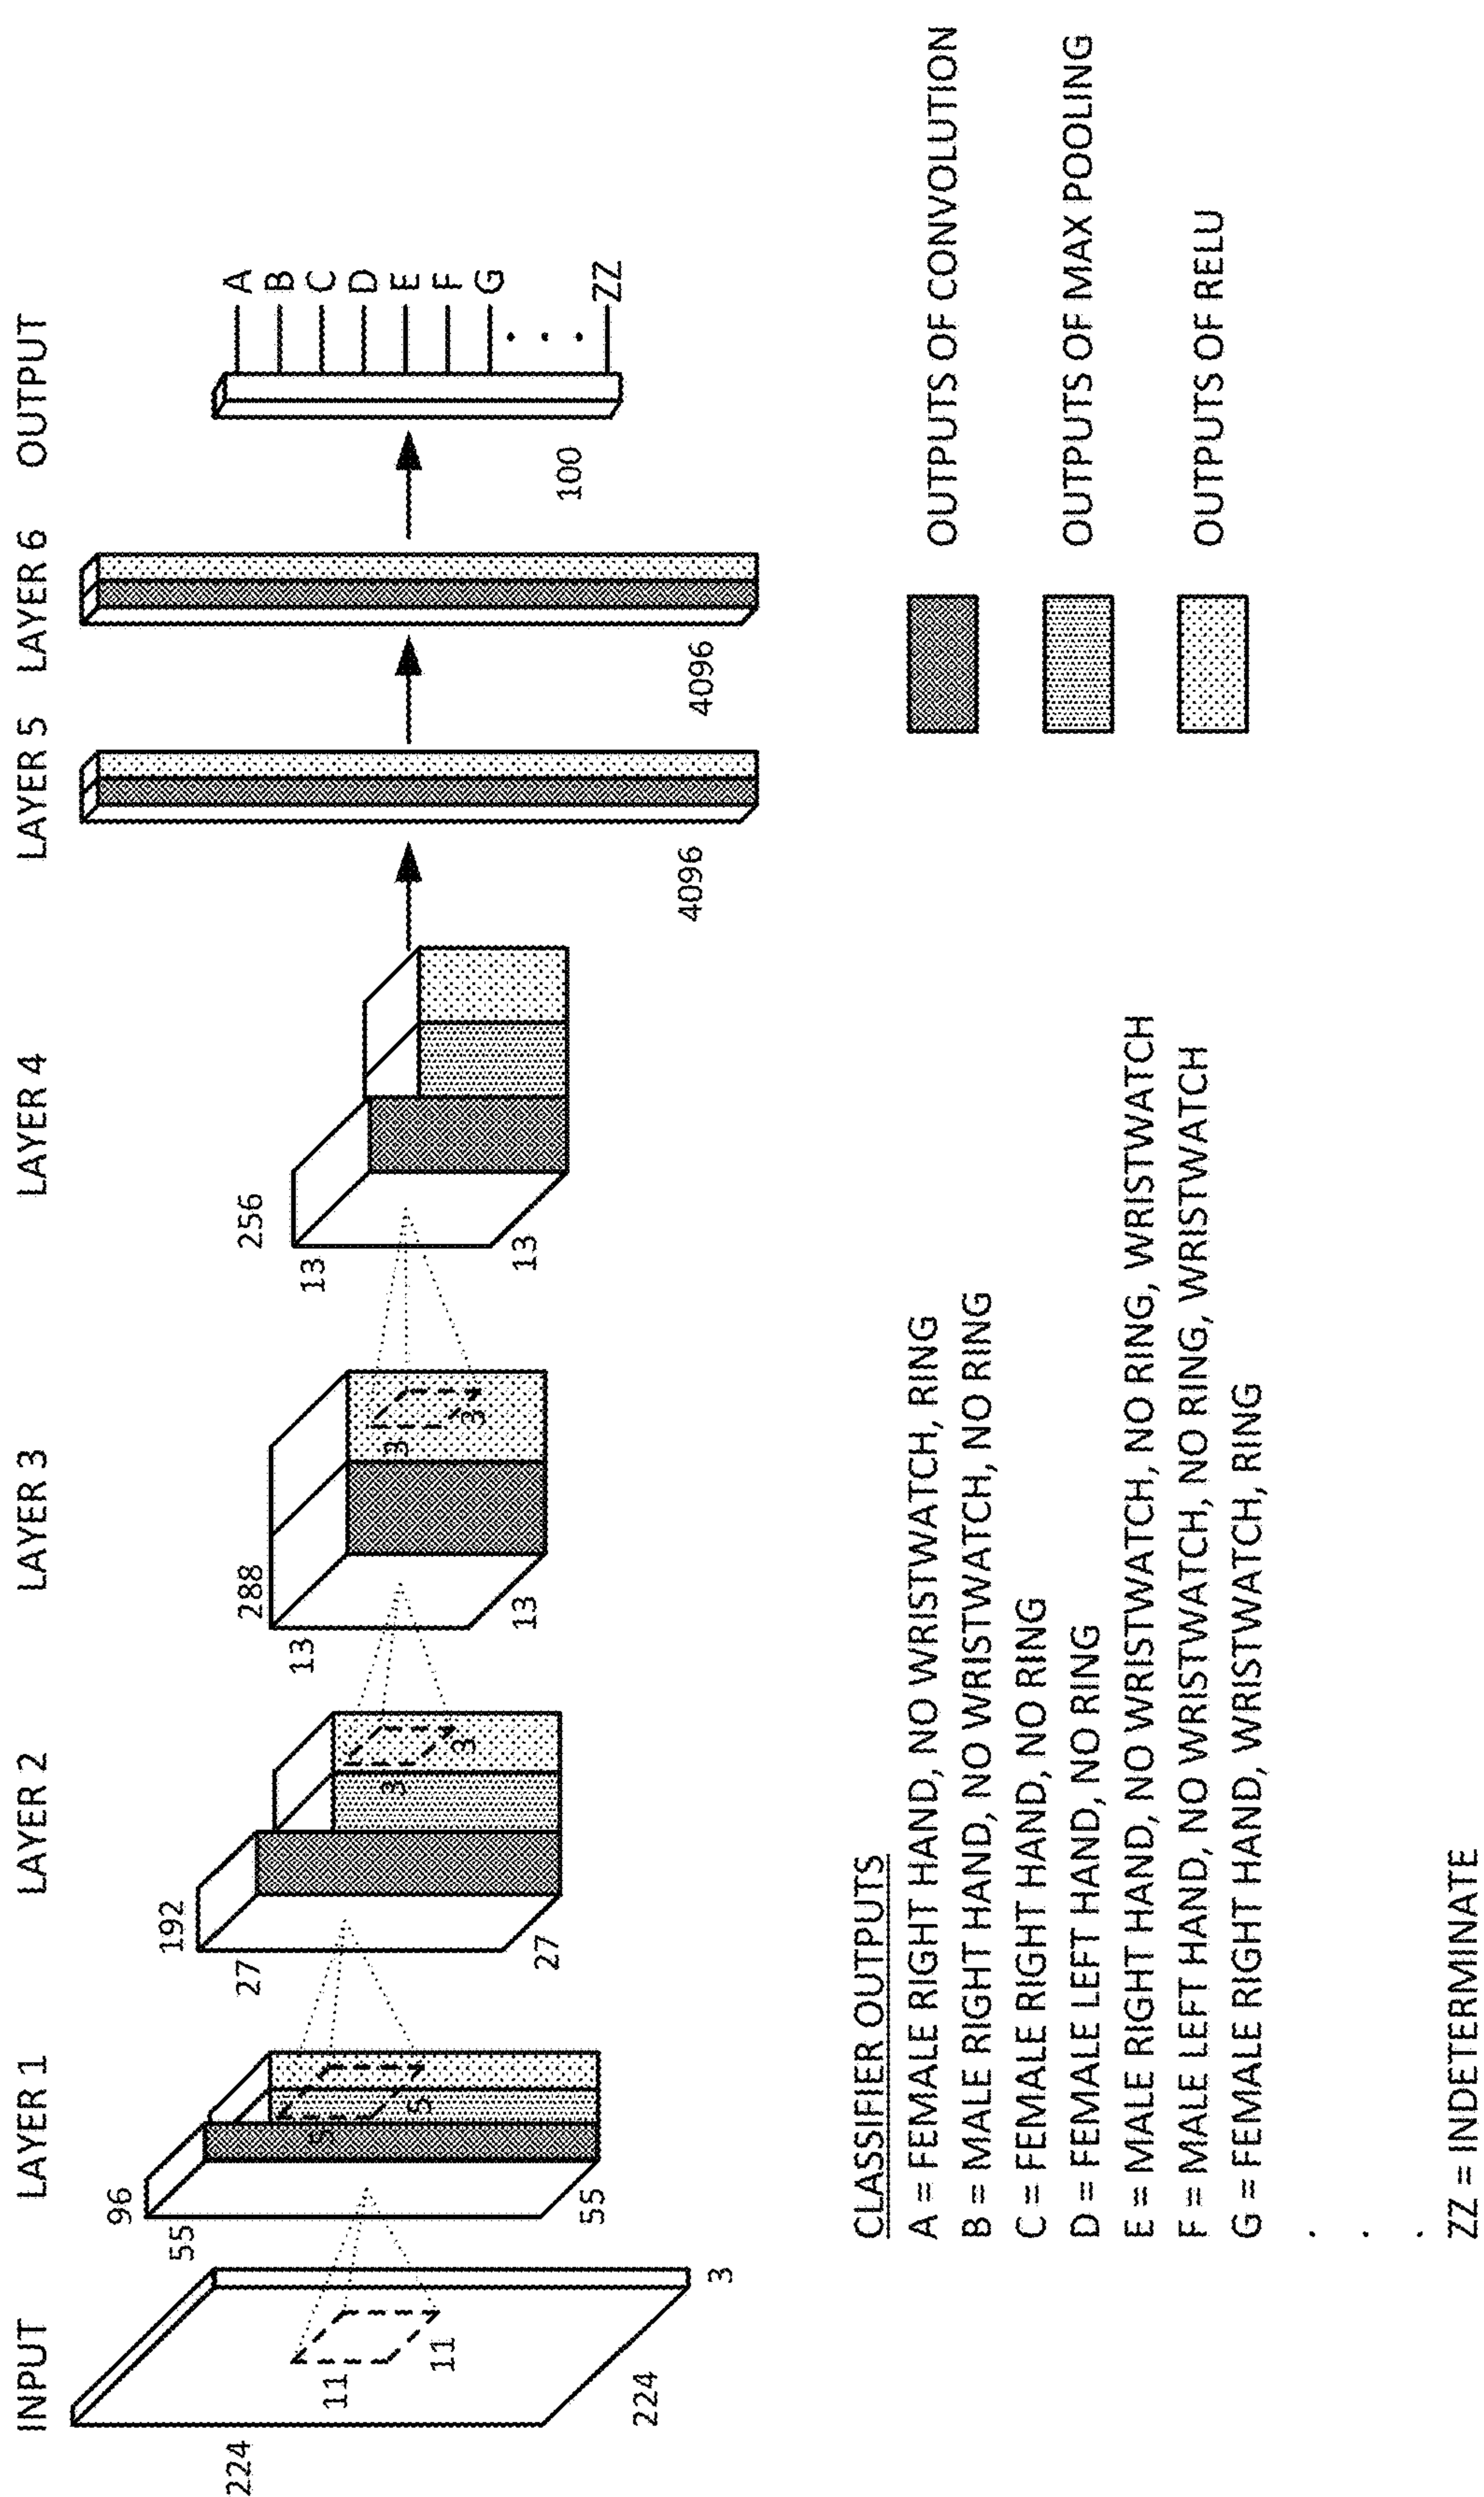 INPUT
LAYER 1
LAYER 2
LAYER 3
LAYER 4
LAYER 5
LAYER 6
OUTPUT
224
224
3
11
11
96
55
55
5
5
192
27
27
3
3
288
13
13
3
3
256
13
13
4096
4096
100
A
B
C
D
E
F
G
. . .
ZZ
CLASSIFIER OUTPUTS
A = FEMALE RIGHT HAND, NO WRISTWATCH, RING
B = MALE RIGHT HAND, NO WRISTWATCH, NO RING
C = FEMALE RIGHT HAND, NO RING
D = FEMALE LEFT HAND, NO RING
E = MALE RIGHT HAND, NO WRISTWATCH, NO RING, WRISTWATCH
F = MALE LEFT HAND, NO WRISTWATCH, NO RING, WRISTWATCH
G = FEMALE RIGHT HAND, WRISTWATCH, RING
.
.
.
ZZ = INDETERMINATE
OUTPUTS OF CONVOLUTION
OUTPUTS OF MAX POOLING
OUTPUTS OF RELU